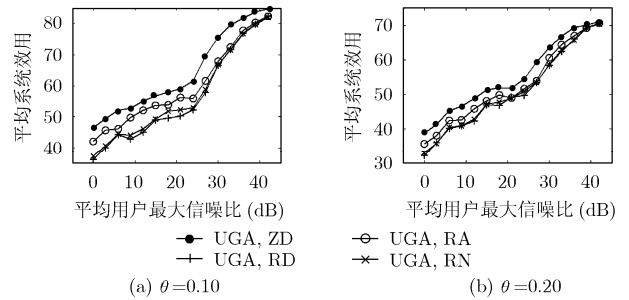 80
70
60
50
40
平均系统效用
0 10 20 30 40
平均用户最大信噪比 (dB)
70
60
50
40
30
平均系统效用
0 10 20 30 40
平均用户最大信噪比 (dB)
UGA, ZD
UGA, RA
UGA, RD
UGA, RN
(a) θ=0.10
(b) θ=0.20